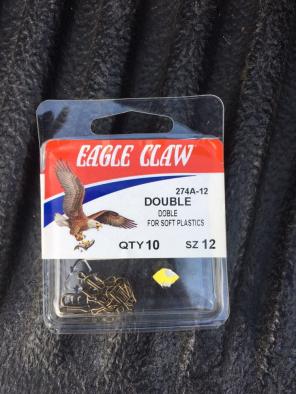 EAGLE CLAW
274A-12
DOUBLE
DOBLE
FOR SOFT PLASTICS
QTY 10 SZ 12